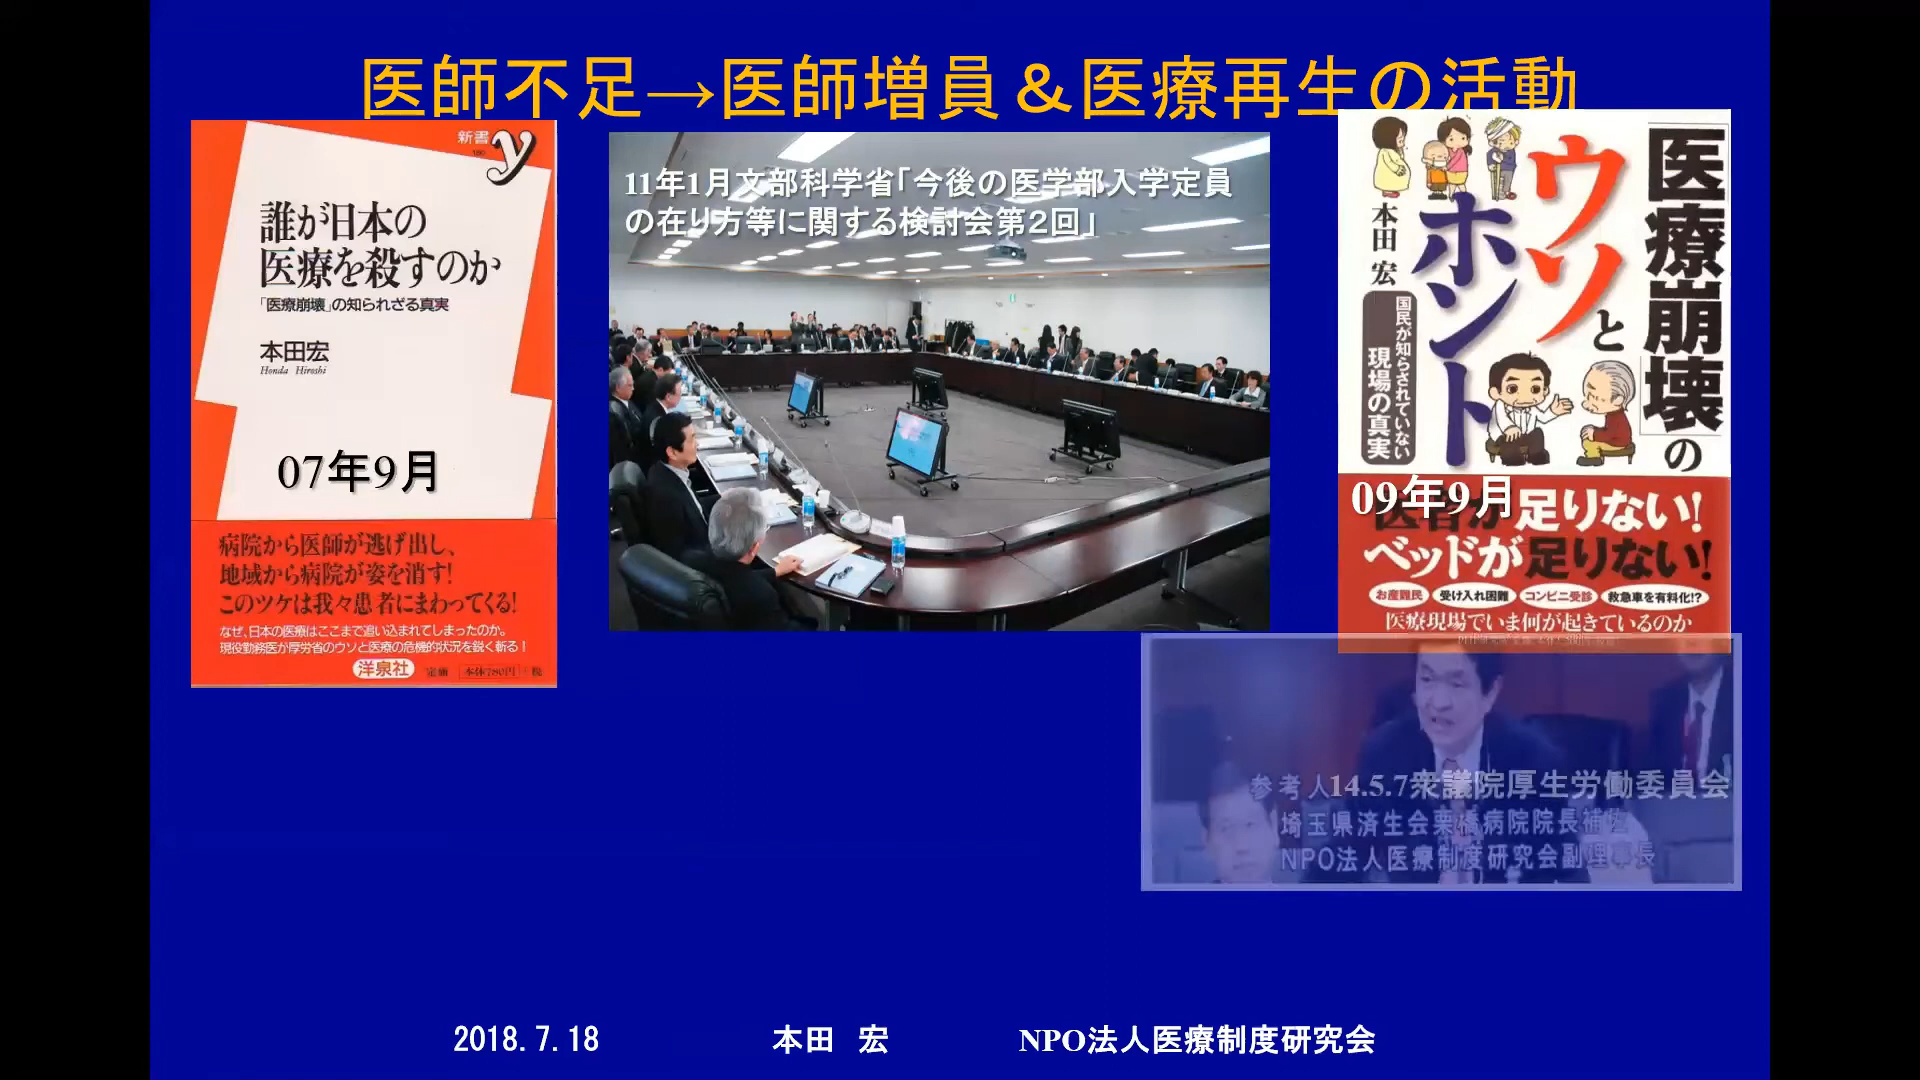 医師不足→医師増員＆医療再生の活動
新書y
誰が日本の
医療を殺すのか
「医療崩壊」の知られざる真実
本田宏
Honda Hiroshi
07年9月
病院から医師が逃げ出し、
地域から病院が姿を消す!
このツケは我々患者にまわってくる!
なぜ、日本の医療はここまで追い込まれてしまったのか。
現役勤務医が厚労省のウソと医療の危機的状況を鋭く斬る!
洋泉社 定価 本体780円+税
11年1月文部科学省「今後の医学部入学定員
の在り方等に関する検討会第２回」
「医療崩壊」の
ウソと
ホント
本田 宏
国民が知らされていない
現場の真実
09年9月
医者が足りない!
ベッドが足りない!
お産難民 受け入れ困難 コンビニ受診 救急車を有料化!?
医療現場でいま何が起きているのか
参考人
14.5.7衆議院厚生労働委員会
埼玉県済生会栗橋病院院長補佐
NPO法人医療制度研究会副理事長
2018.7.18 本田 宏 NPO法人医療制度研究会